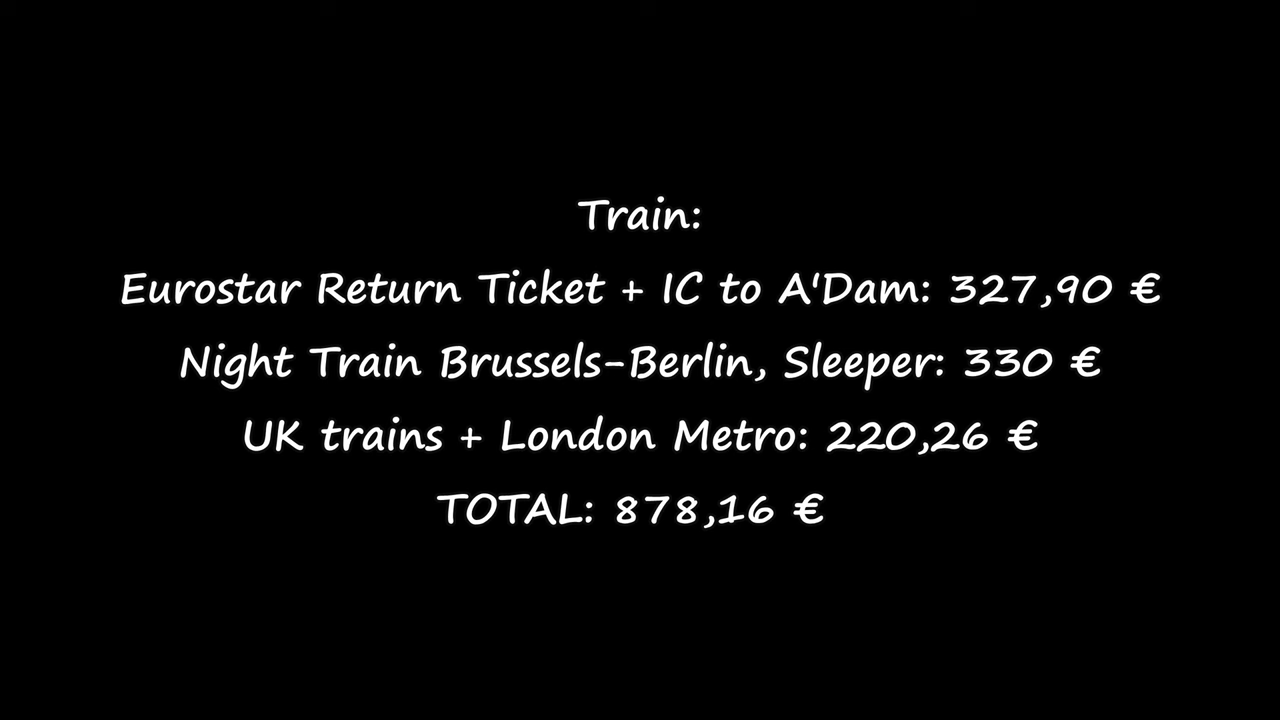 Train:
Eurostar Return Ticket + IC to A'Dam: 327,90 €
Night Train Brussels-Berlin, Sleeper: 330 €
UK trains + London Metro: 220,26 €
TOTAL: 878,16 €